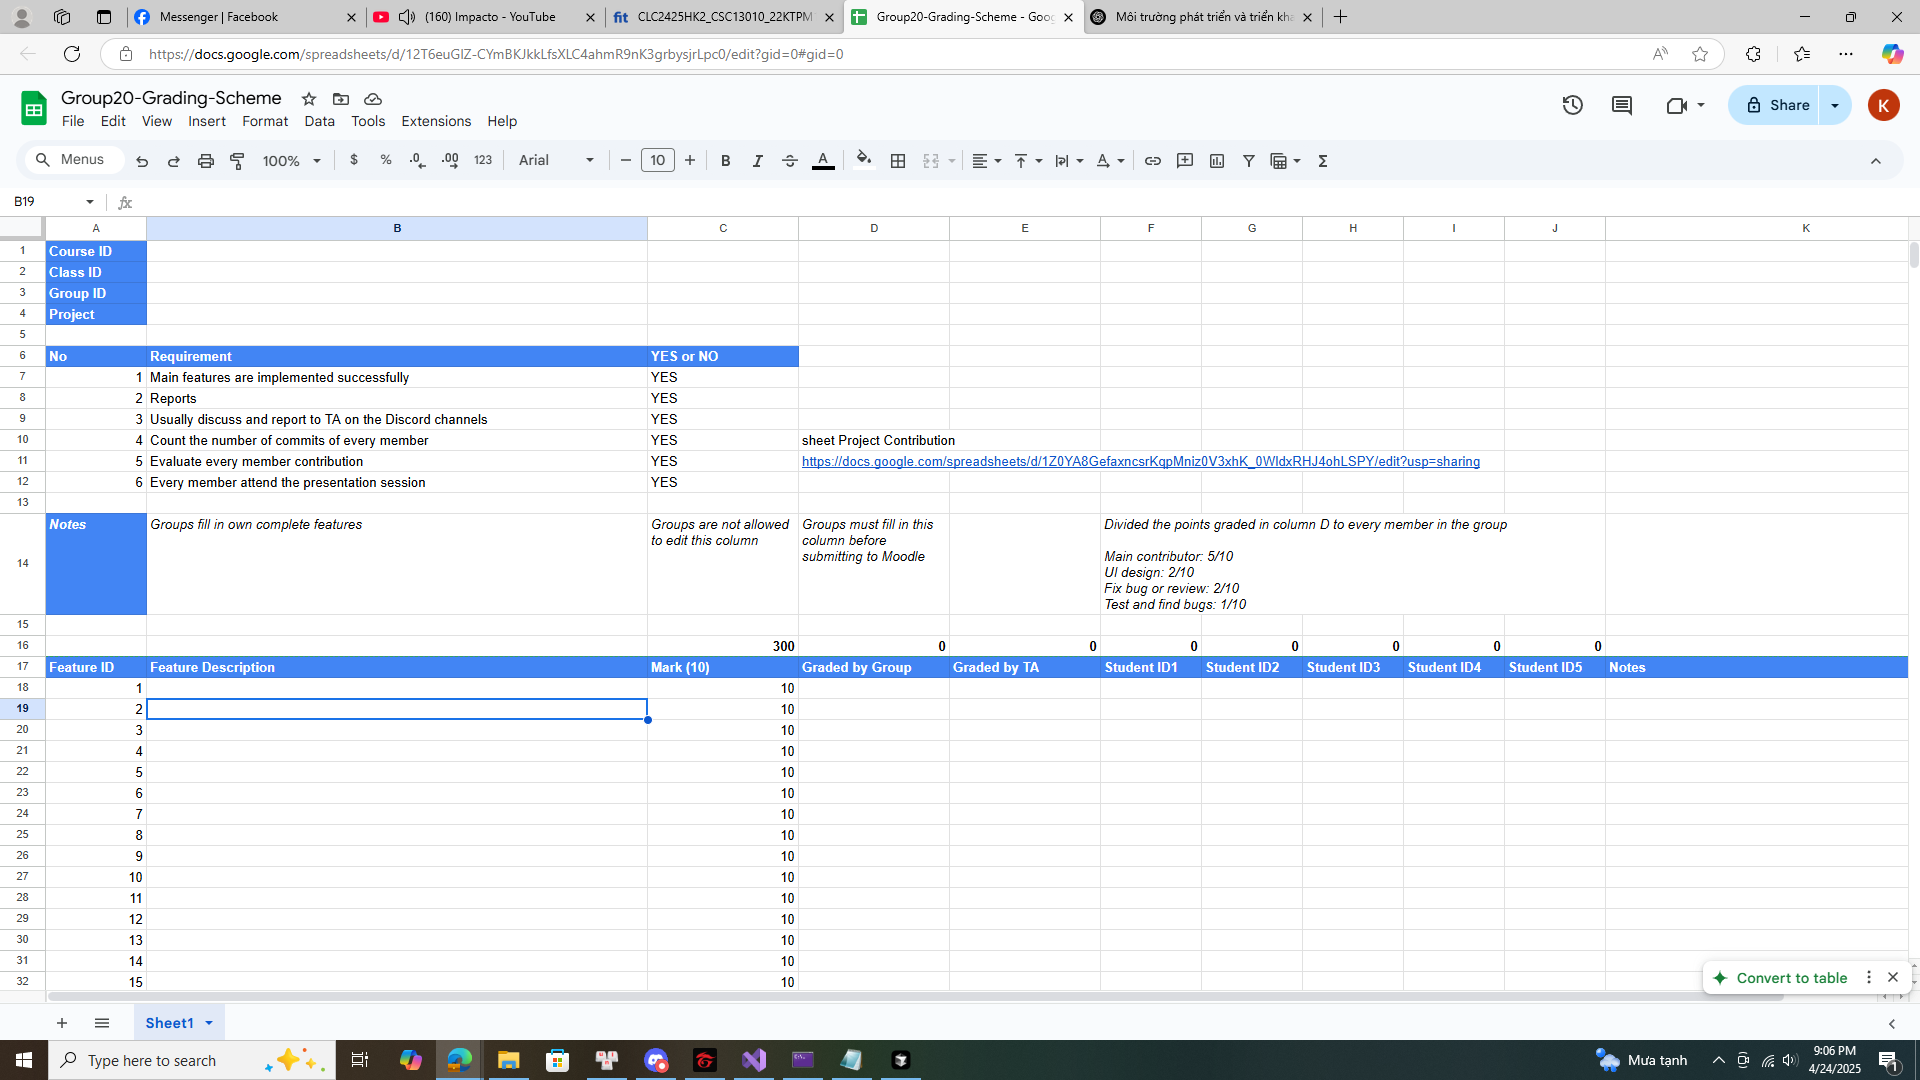 Messenger | Facebook
(160) Impacto - YouTube
fit CLC2425HK2_CSC13010_22KTPM
Group20-Grading-Scheme - Goo
Môi trường phát triển và triển kha
https://docs.google.com/spreadsheets/d/12T6euGIZ-CYmBKJkkLfsXLC4ahmR9nK3grbysjrLpc0/edit?gid=0#gid=0
Group20-Grading-Scheme
Share
K
File Edit View Insert Format Data Tools Extensions Help
Menus 100% $ % .0 .00 123 Arial 10 B I A
B19 fx
A B C D E F G H I J K
1 Course ID
2 Class ID
3 Group ID
4 Project
5
6 No Requirement YES or NO
7 1 Main features are implemented successfully YES
8 2 Reports YES
9 3 Usually discuss and report to TA on the Discord channels YES
10 4 Count the number of commits of every member YES sheet Project Contribution
11 5 Evaluate every member contribution YES https://docs.google.com/spreadsheets/d/1Z0YA8GefaxncsrKqpMniz0V3xhK_0WldxRHJ4ohLSPY/edit?usp=sharing
12 6 Every member attend the presentation session YES
13
14 Notes
Groups fill in own complete features
Groups are not allowed
to edit this column
Groups must fill in this
column before
submitting to Moodle
Divided the points graded in column D to every member in the group
Main contributor: 5/10
UI design: 2/10
Fix bug or review: 2/10
Test and find bugs: 1/10
15
16 300 0 0 0 0 0 0 0
17 Feature ID Feature Description Mark (10) Graded by Group Graded by TA Student ID1 Student ID2 Student ID3 Student ID4 Student ID5 Notes
18 1 10
19 2 10
20 3 10
21 4 10
22 5 10
23 6 10
24 7 10
25 8 10
26 9 10
27 10 10
28 11 10
29 12 10
30 13 10
31 14 10
32 15 10
Convert to table
Sheet1
Type here to search
Mưa tạnh
9:06 PM
4/24/2025
1